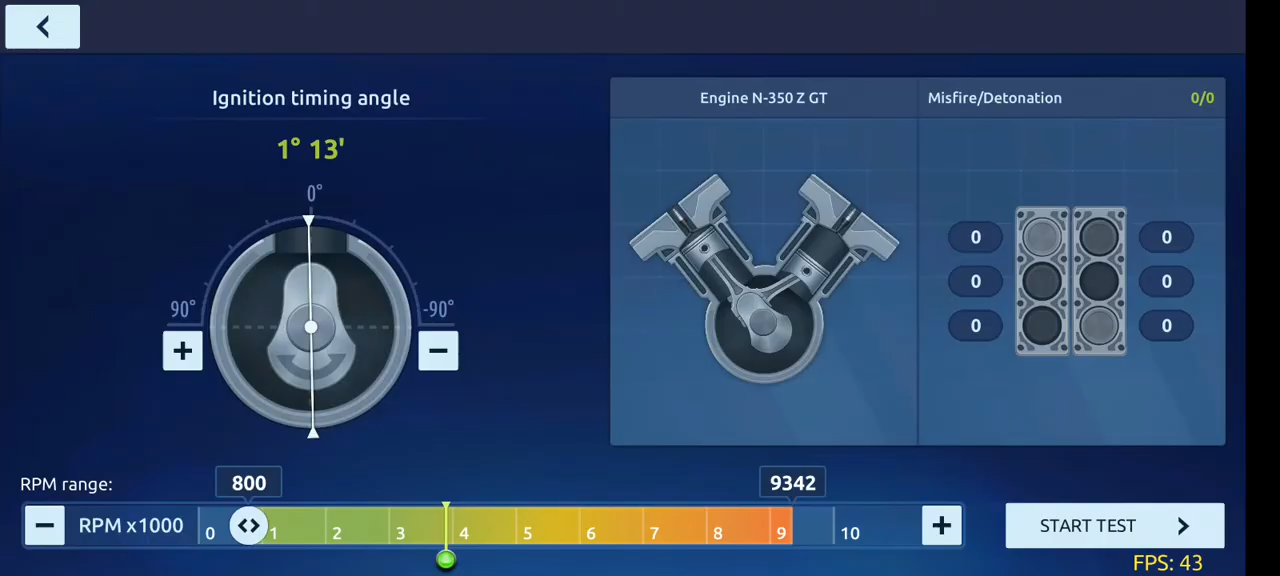 Ignition timing angle
1° 13'
0°
90°
-90°
+
−
Engine N-350 Z GT
Misfire/Detonation
0/0
0
0
0
0
0
0
RPM range:
800
9342
−
RPM x1000
0 1 2 3 4 5 6 7 8 9 10
+
START TEST
FPS: 43